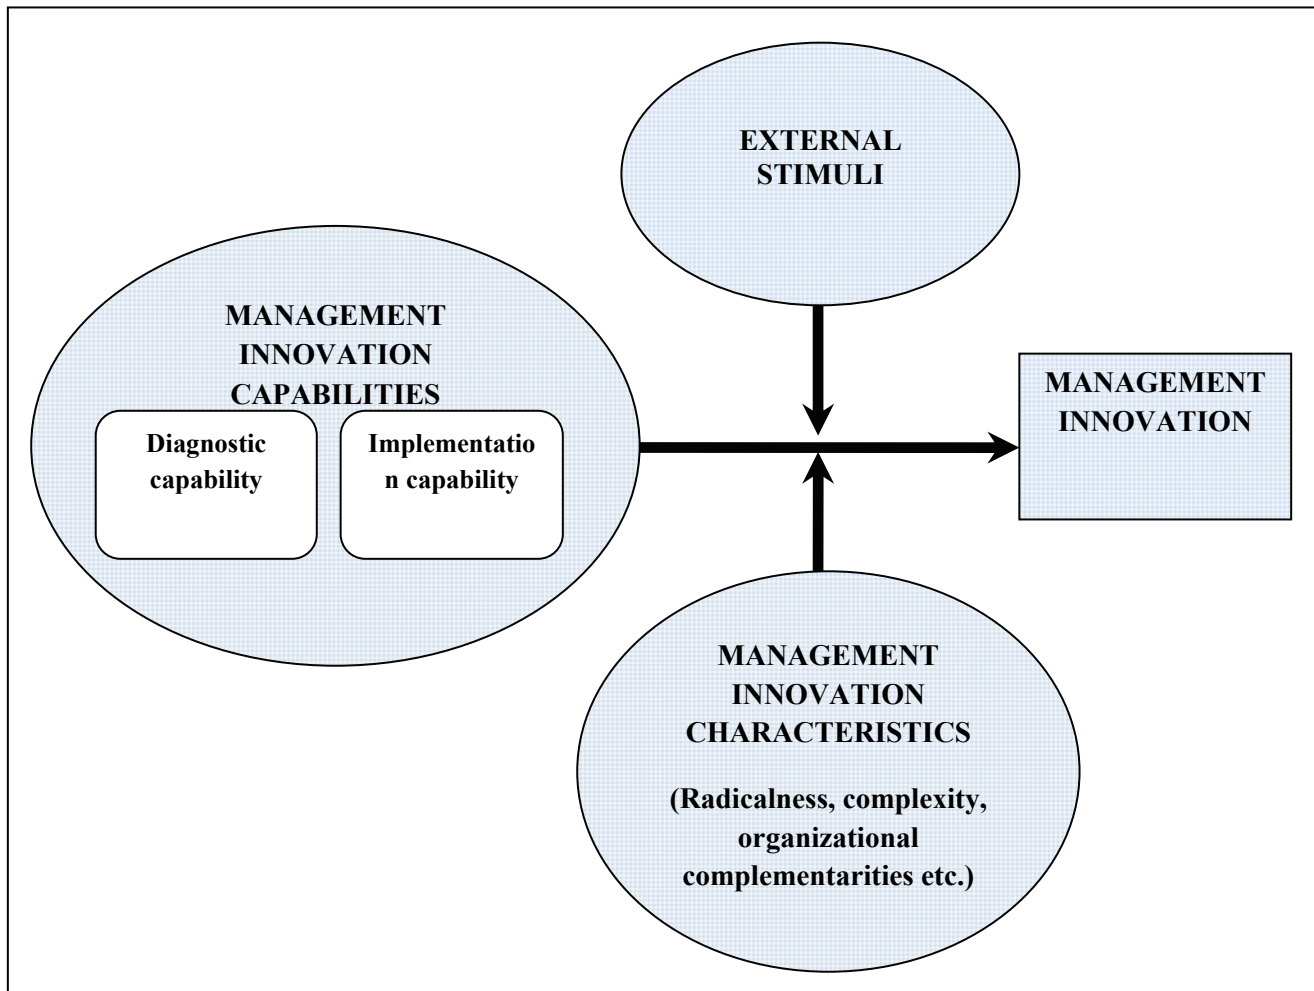 EXTERNAL
STIMULI
MANAGEMENT
INNOVATION
CAPABILITIES
Diagnostic
capability
Implementatio
n capability
MANAGEMENT
INNOVATION
MANAGEMENT
INNOVATION
CHARACTERISTICS
(Radicalness, complexity,
organizational
complementarities etc.)